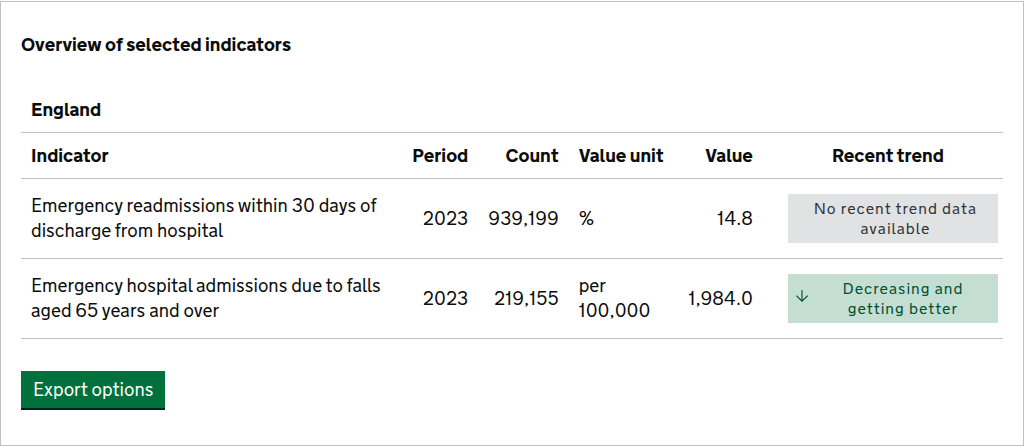 Overview of selected indicators
England
Indicator Period Count Value unit Value Recent trend
Emergency readmissions within 30 days of
discharge from hospital
2023 939,199 % 14.8
No recent trend data
available
Emergency hospital admissions due to falls
aged 65 years and over
2023 219,155
per
100,000
1,984.0
↓ Decreasing and
getting better
Export options